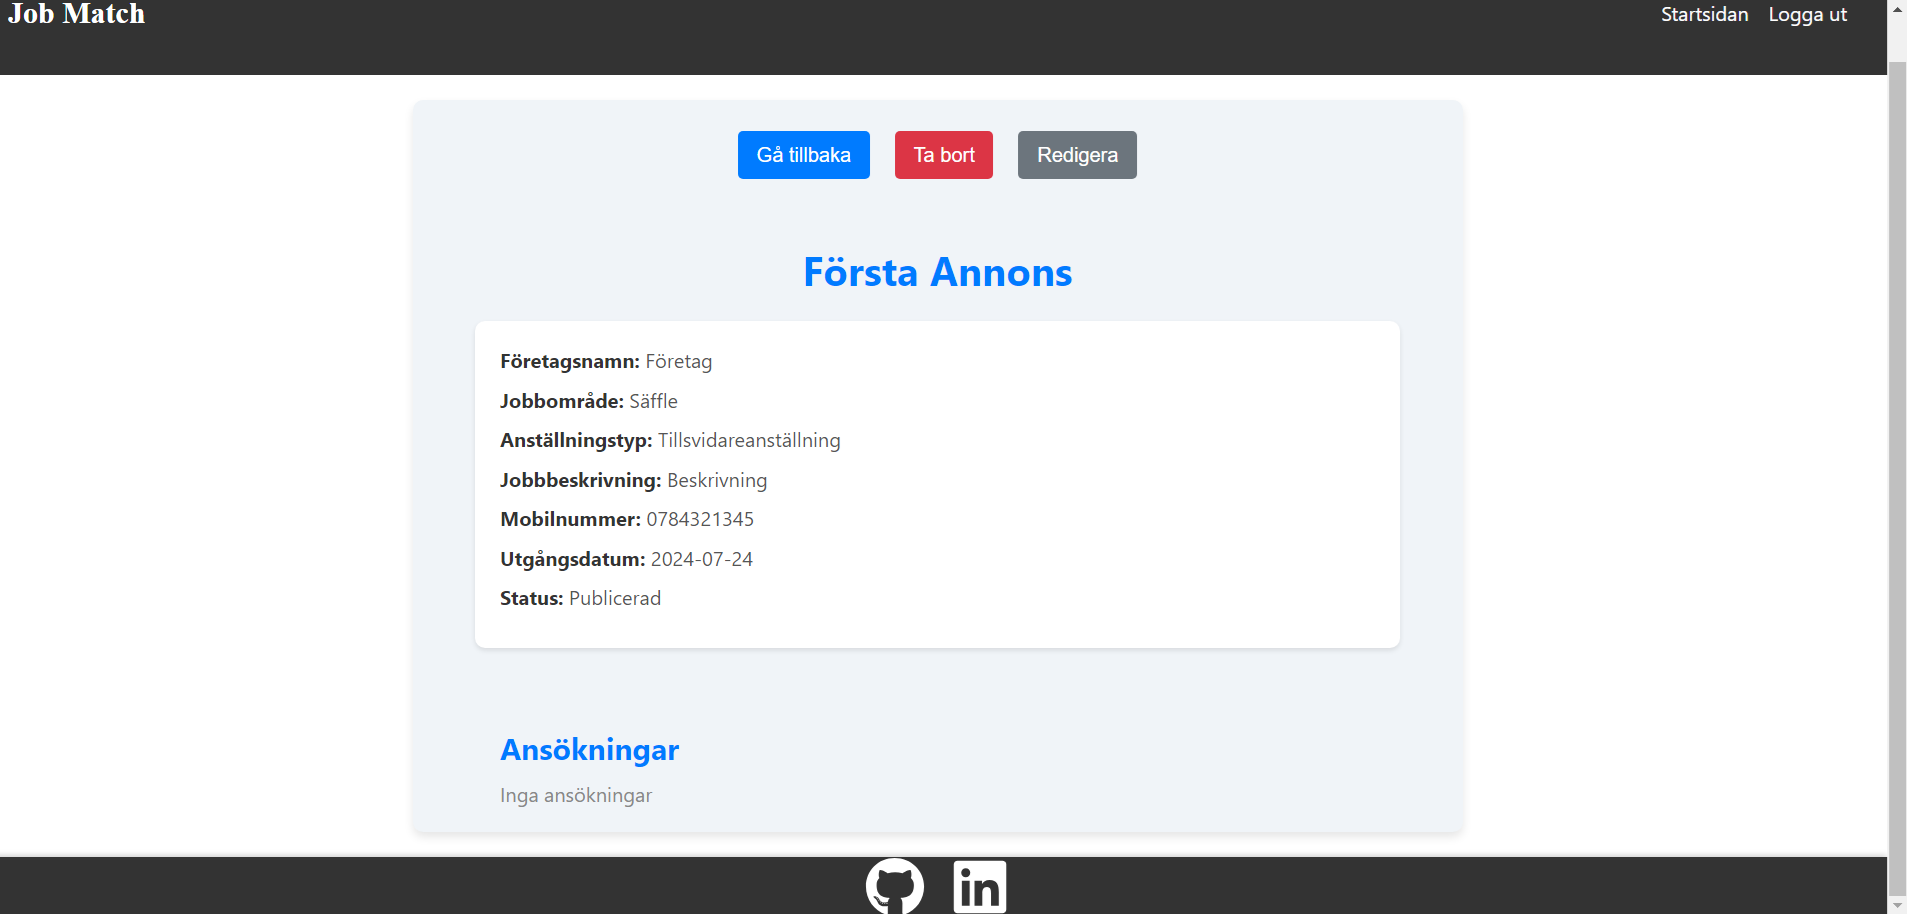 Job Match
Startsidan Logga ut
Gå tillbaka Ta bort Redigera
Första Annons
Företagsnamn: Företag
Jobbområde: Säffle
Anställningstyp: Tillsvidareanställning
Jobbbeskrivning: Beskrivning
Mobilnummer: 0784321345
Utgångsdatum: 2024-07-24
Status: Publicerad
Ansökningar
Inga ansökningar
in